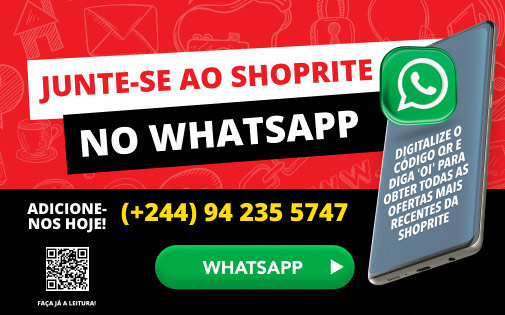 JUNTE-SE AO SHOPRITE
NO WHATSAPP
DIGITALIZE O
CÓDIGO QR E
DIGA 'OI' PARA
OBTER TODAS AS
OFERTAS MAIS
RECENTES DA
SHOPRITE
ADICIONE-
NOS HOJE!
(+244) 94 235 5747
WHATSAPP
FAÇA JÁ A LEITURA!